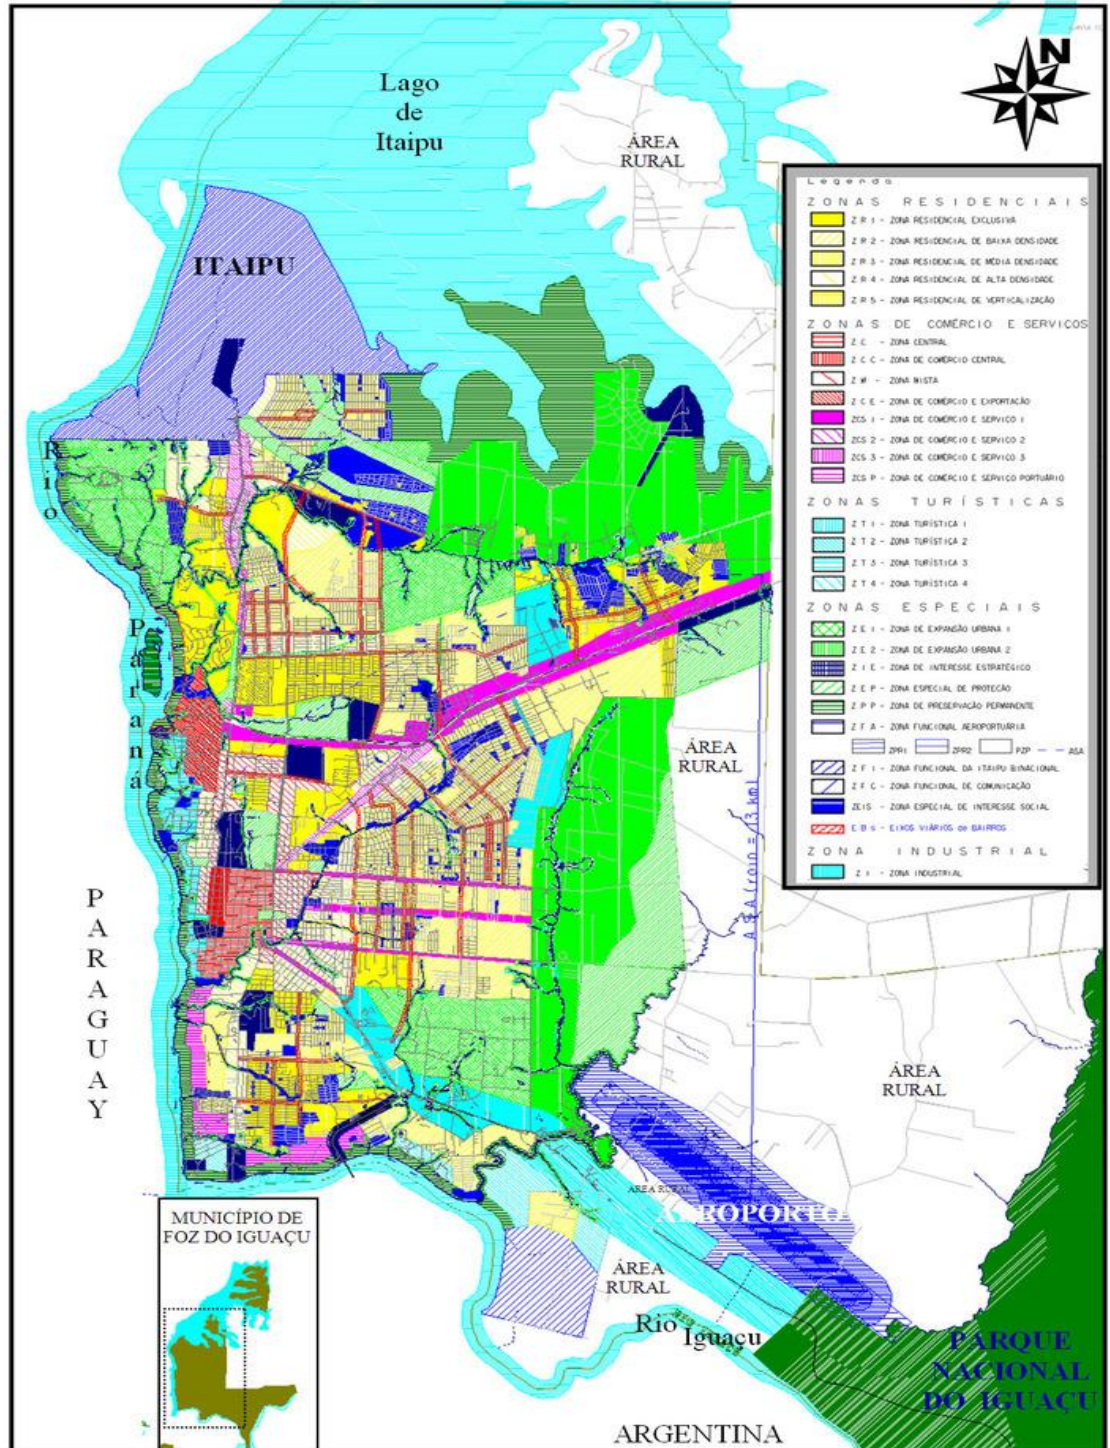 N
Lago
de
Itaipu
ÁREA
RURAL
ITAIPU
Rio
Paraná
PARAGUAY
ÁREA
RURAL
ASA(raio = 13 km)
ÁREA
RURAL
ÁREA RURAL
AEROPORTO
ÁREA
RURAL
Rio Iguaçu
PARQUE
NACIONAL
DO IGUAÇU
ARGENTINA
MUNICÍPIO DE
FOZ DO IGUAÇU
Legenda
ZONAS RESIDENCIAIS
ZR1 - ZONA RESIDENCIAL EXCLUSIVA
ZR2 - ZONA RESIDENCIAL DE BAIXA DENSIDADE
ZR3 - ZONA RESIDENCIAL DE MÉDIA DENSIDADE
ZR4 - ZONA RESIDENCIAL DE ALTA DENSIDADE
ZR5 - ZONA RESIDENCIAL DE VERTICALIZAÇÃO
ZONAS DE COMÉRCIO E SERVIÇOS
ZC - ZONA CENTRAL
ZCC - ZONA DE COMÉRCIO CENTRAL
ZM - ZONA MISTA
ZCE - ZONA DE COMÉRCIO E EXPORTAÇÃO
ZCS 1 - ZONA DE COMÉRCIO E SERVIÇO 1
ZCS 2 - ZONA DE COMÉRCIO E SERVIÇO 2
ZCS 3 - ZONA DE COMÉRCIO E SERVIÇO 3
ZCS P - ZONA DE COMÉRCIO E SERVIÇO PORTUÁRIO
ZONAS TURÍSTICAS
ZT1 - ZONA TURÍSTICA 1
ZT2 - ZONA TURÍSTICA 2
ZT3 - ZONA TURÍSTICA 3
ZT4 - ZONA TURÍSTICA 4
ZONAS ESPECIAIS
ZE1 - ZONA DE EXPANSÃO URBANA 1
ZE2 - ZONA DE EXPANSÃO URBANA 2
ZIE - ZONA DE INTERESSE ESTRATÉGICO
ZEP - ZONA ESPECIAL DE PROTEÇÃO
ZPP - ZONA DE PRESERVAÇÃO PERMANENTE
ZFA - ZONA FUNCIONAL AEROPORTUÁRIA
ZPR1 ZPR2 PZP ASA
ZFI - ZONA FUNCIONAL DA ITAIPU BINACIONAL
ZFC - ZONA FUNCIONAL DE COMUNICAÇÃO
ZEIS - ZONA ESPECIAL DE INTERESSE SOCIAL
EBs - EIXOS VIÁRIOS de BAIRROS
ZONA INDUSTRIAL
ZI - ZONA INDUSTRIAL